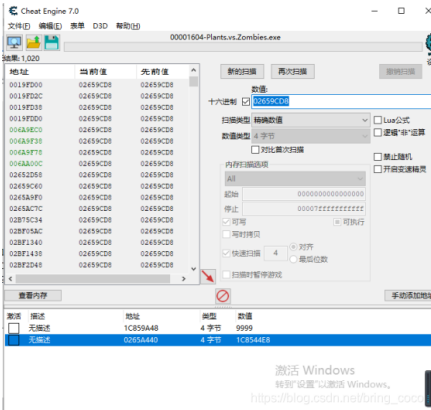 Cheat Engine 7.0
文件(F) 编辑(E) 表单 D3D 帮助(H)
00001604-Plants.vs.Zombies.exe
结果: 1,020
地址 当前值 先前值
0019FD00 02659CD8 02659CD8
0019FD2C 02659CD8 02659CD8
0019FD38 02659CD8 02659CD8
0019FDD0 02659CD8 02659CD8
006A9EC0 02659CD8 02659CD8
006A9F38 02659CD8 02659CD8
006A9F78 02659CD8 02659CD8
006AA00C 02659CD8 02659CD8
02652D58 02659CD8 02659CD8
02659C60 02659CD8 02659CD8
0265A9F0 02659CD8 02659CD8
0265AC7C 02659CD8 02659CD8
02B75C34 02659CD8 02659CD8
02BF05AC 02659CD8 02659CD8
02BF1340 02659CD8 02659CD8
02BF1438 02659CD8 02659CD8
02BF2D48 02659CD8 02659CD8
新的扫描 再次扫描 撤销扫描
数值:
十六进制 02659CD8
扫描类型 精确数值
数值类型 4 字节
Lua公式
逻辑"非"运算
对比首次扫描
禁止随机
开启变速精灵
内存扫描选项
All
起始 0000000000000000
停止 00007fffffffffff
可写 可执行
写时拷贝
快速扫描 4 对齐
最后位数
扫描时暂停游戏
查看内存 手动添加地址
激活 描述 地址 类型 数值
无描述 1C859A48 4 字节 9999
无描述 0265A440 4 字节 1C8544E8
激活 Windows
转到"设置"以激活 Windows。
https://blog.csdn.net/bring_coco